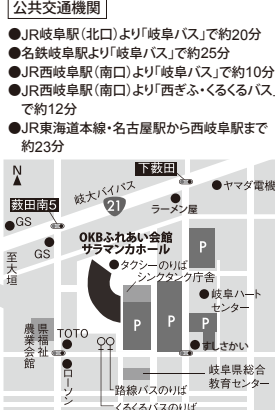 公共交通機関
●JR岐阜駅(北口)より「岐阜バス」で約20分
●名鉄岐阜駅より「岐阜バス」で約25分
●JR西岐阜駅(南口)より「岐阜バス」で約10分
●JR西岐阜駅(南口)より「西ぎふ・くるくるバス」
で約12分
●JR東海道本線・名古屋駅から西岐阜駅まで
約23分
N
下藪田
岐大バイパス
21
ヤマダ電機
ラーメン屋
藪田南5
GS
GS
至大垣
OKBふれあい会館
サラマンカホール
タクシーのりば
シンクタンク庁舎
P
岐阜ハート
センター
P
P
P
県福祉
農業会館
TOTO
ローソン
すしさかい
岐阜県総合
教育センター
路線バスのりば
くるくるバスのりば